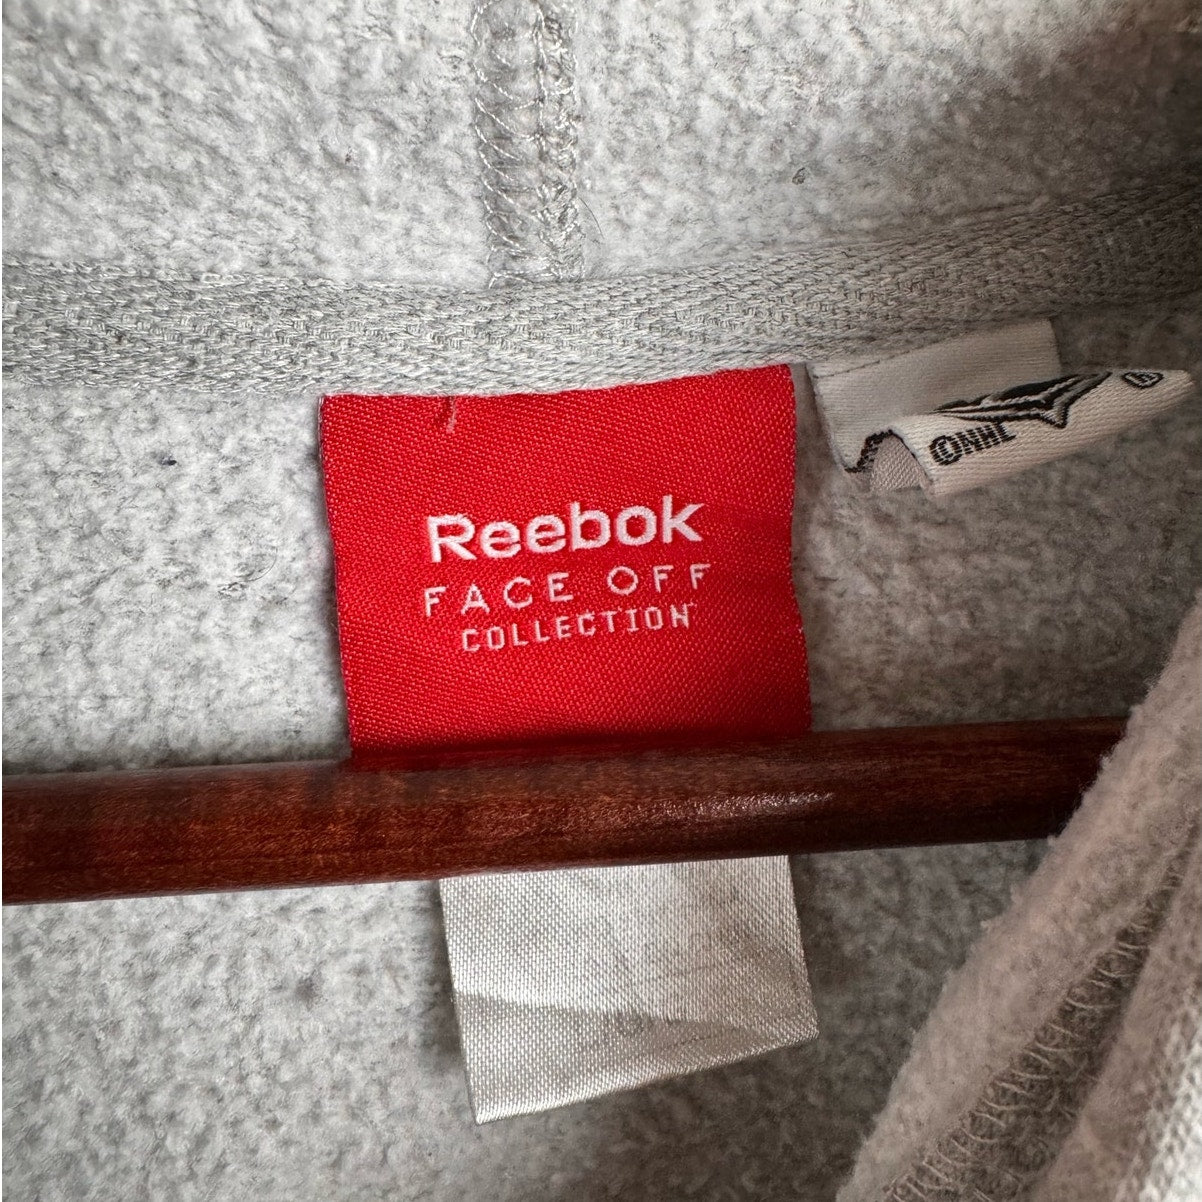 Reebok
FACE OFF
COLLECTION
©NHL